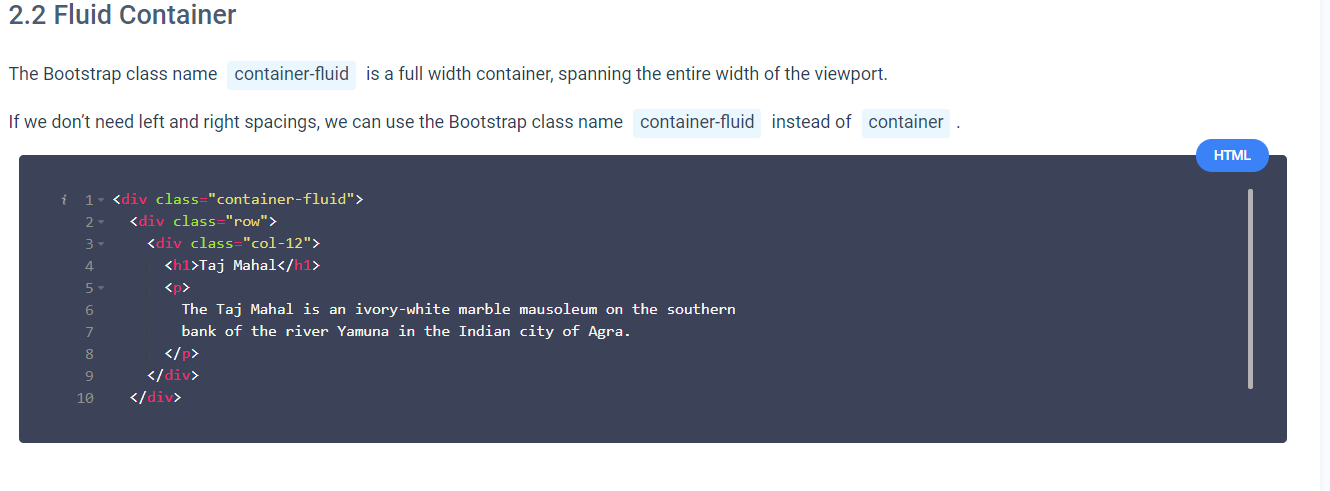 2.2 Fluid Container
The Bootstrap class name container-fluid is a full width container, spanning the entire width of the viewport.
If we don’t need left and right spacings, we can use the Bootstrap class name container-fluid instead of container .
HTML
i 1 <div class="container-fluid">
2 <div class="row">
3 <div class="col-12">
4 <h1>Taj Mahal</h1>
5 <p>
6 The Taj Mahal is an ivory-white marble mausoleum on the southern
7 bank of the river Yamuna in the Indian city of Agra.
8 </p>
9 </div>
10 </div>